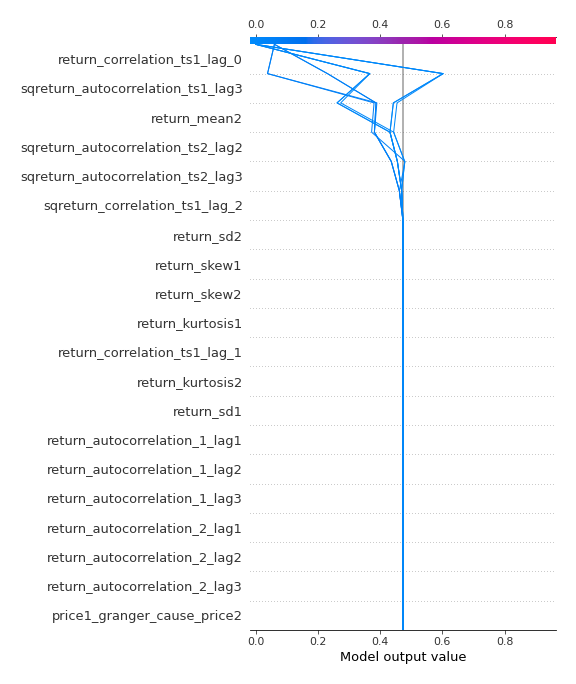 0.0 0.2 0.4 0.6 0.8
return_correlation_ts1_lag_0
sqreturn_autocorrelation_ts1_lag3
return_mean2
sqreturn_autocorrelation_ts2_lag2
sqreturn_autocorrelation_ts2_lag3
sqreturn_correlation_ts1_lag_2
return_sd2
return_skew1
return_skew2
return_kurtosis1
return_correlation_ts1_lag_1
return_kurtosis2
return_sd1
return_autocorrelation_1_lag1
return_autocorrelation_1_lag2
return_autocorrelation_1_lag3
return_autocorrelation_2_lag1
return_autocorrelation_2_lag2
return_autocorrelation_2_lag3
price1_granger_cause_price2
0.0 0.2 0.4 0.6 0.8
Model output value